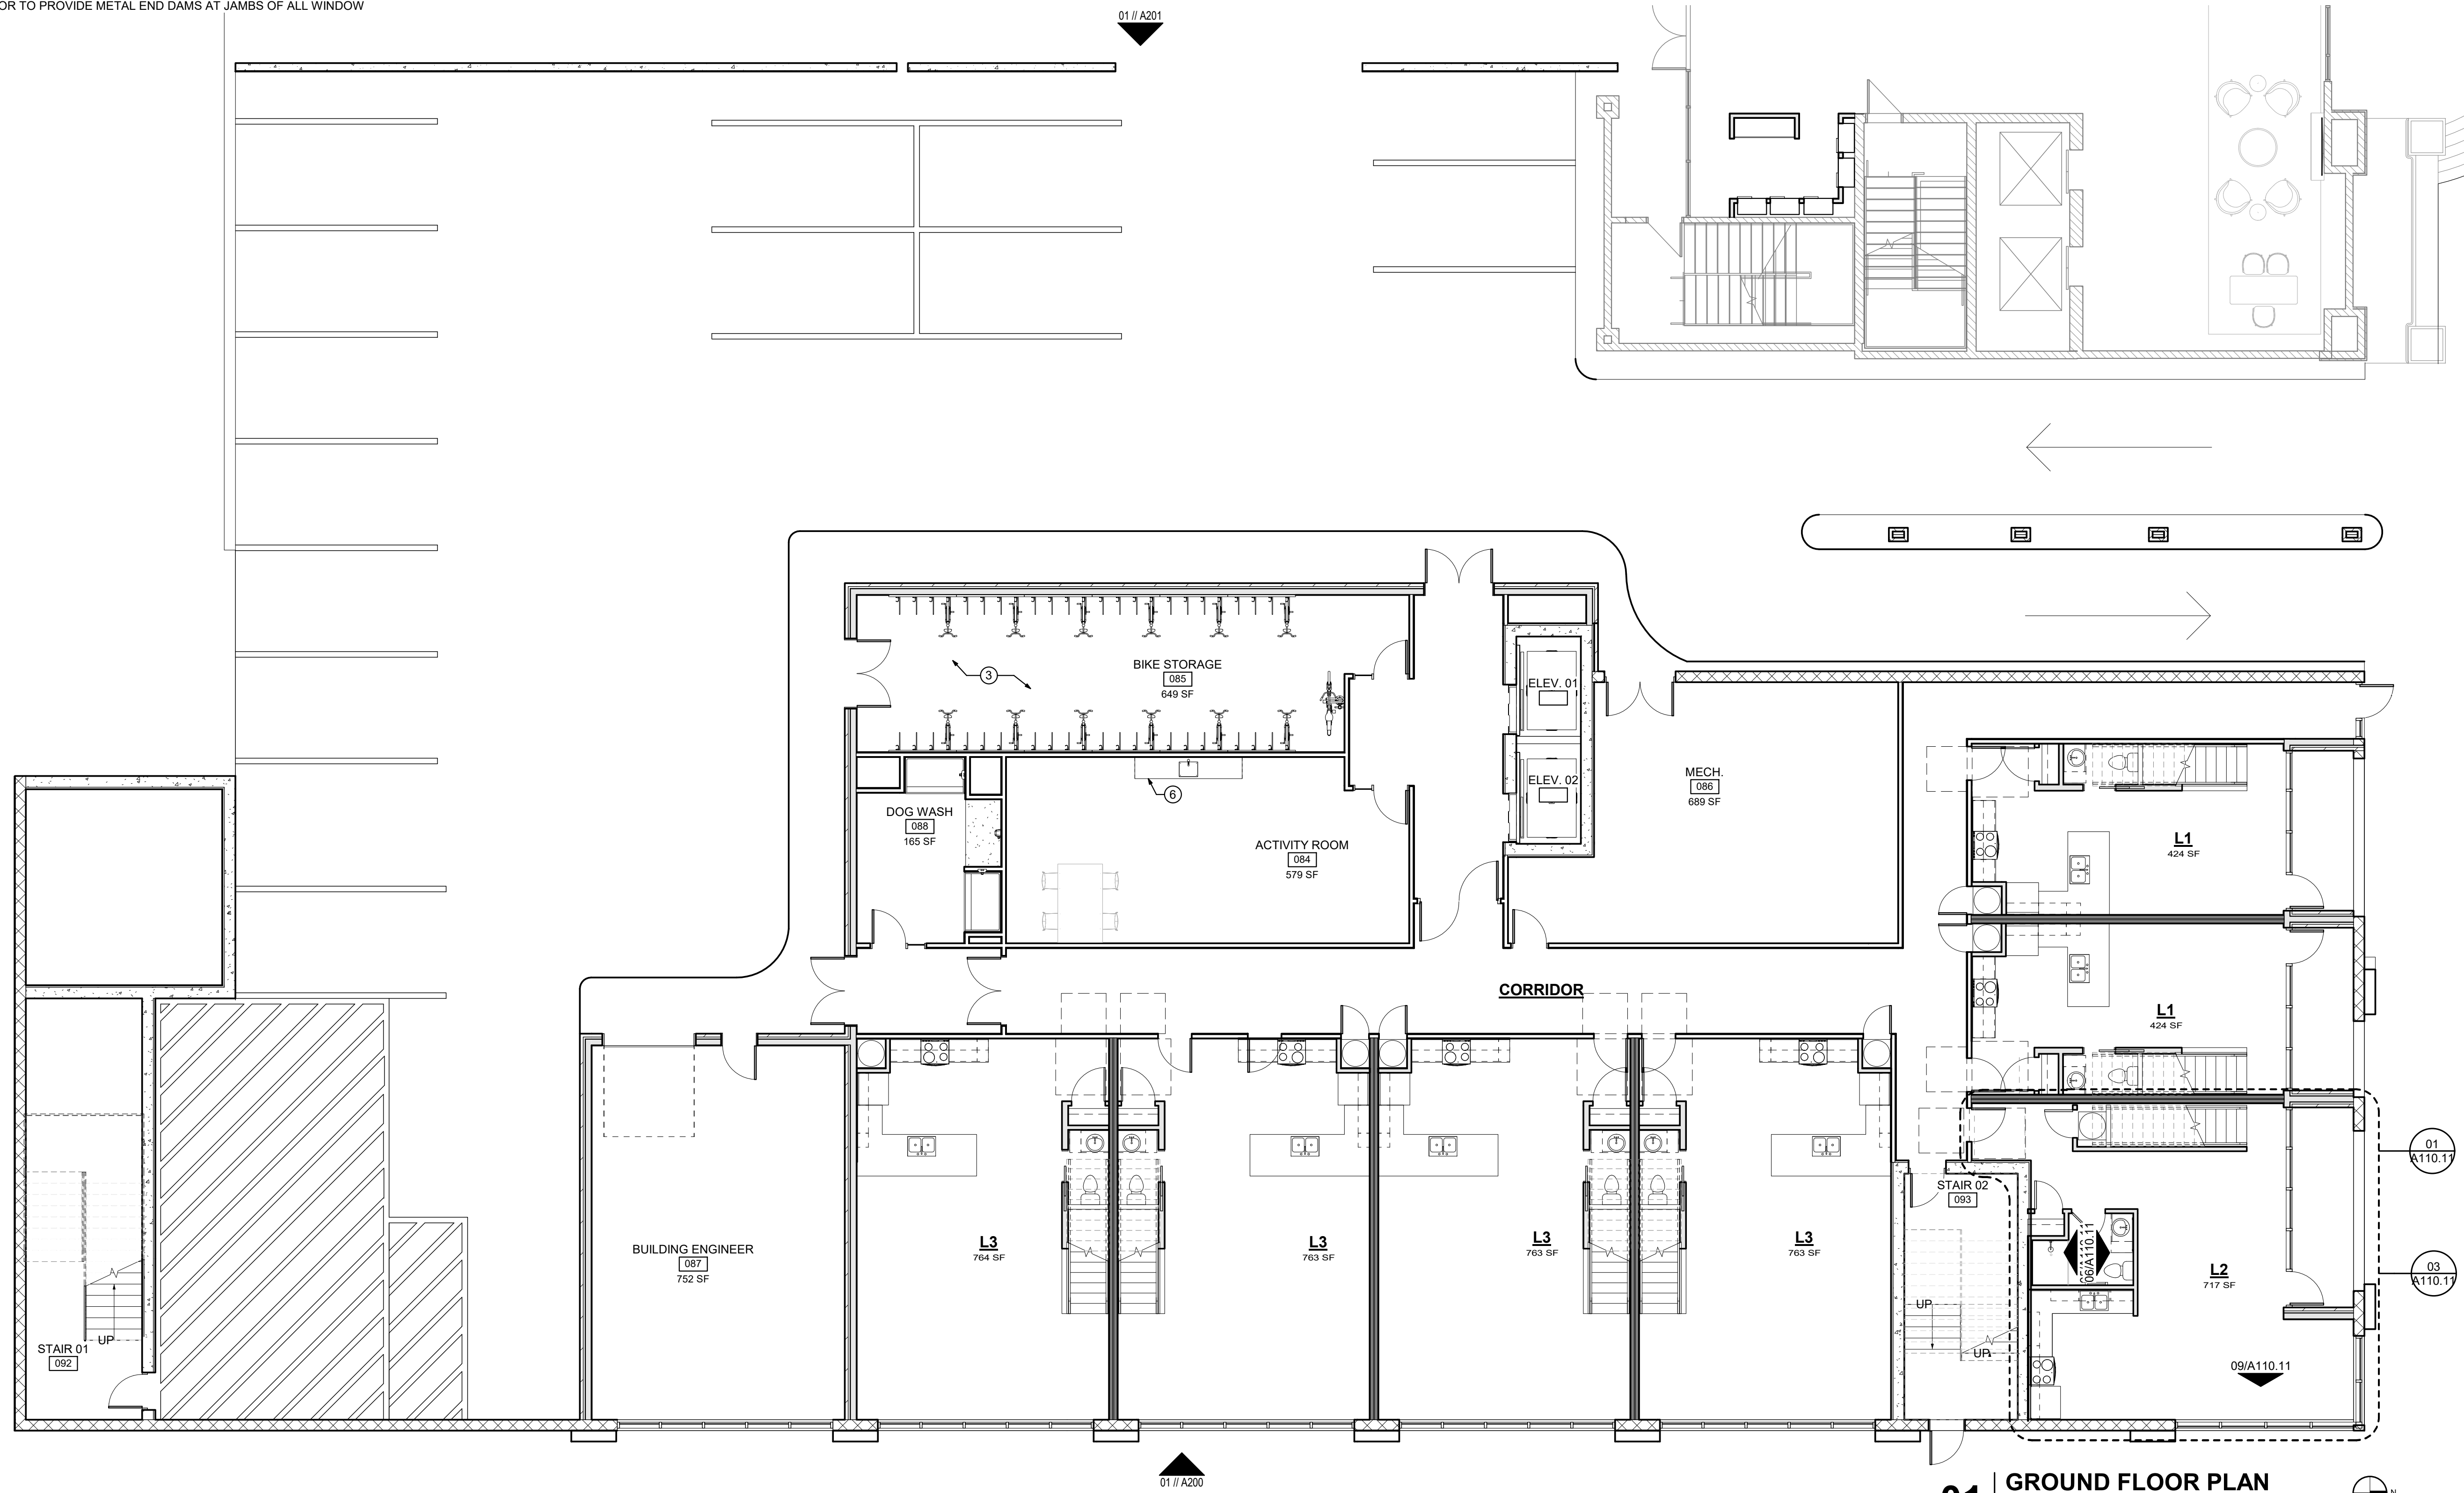 OR TO PROVIDE METAL END DAMS AT JAMBS OF ALL WINDOW
01 // A201
BIKE STORAGE
085
649 SF
3
ELEV. 01
ELEV. 02
MECH.
086
689 SF
6
DOG WASH
088
165 SF
ACTIVITY ROOM
084
579 SF
L1
424 SF
CORRIDOR
L1
424 SF
01
A110.11
STAIR 02
093
BUILDING ENGINEER
087
752 SF
L3
764 SF
L3
763 SF
L3
763 SF
L3
763 SF
06/A110.11
L2
717 SF
03
A110.11
UP
UP
UP
STAIR 01
092
09/A110.11
01 // A200
01
GROUND FLOOR PLAN
N